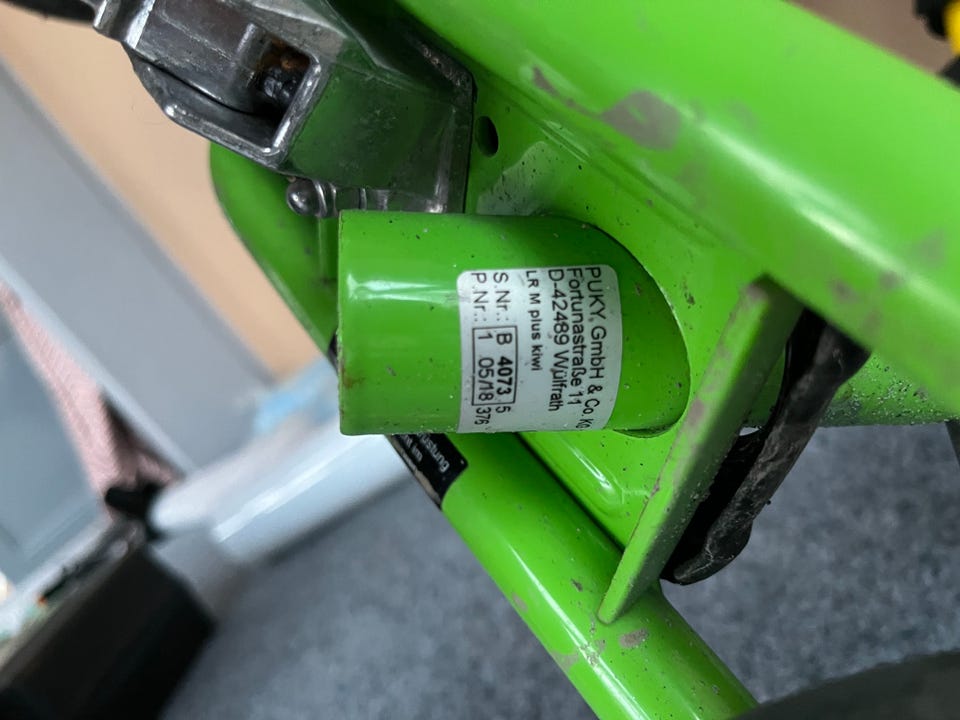 PUKY GmbH & Co. KG
Fortunastraße 11
D-42489 Wülfrath
LR M plus kiwi
S.Nr.: B 4073 5
P.Nr.: 1 05/18 376